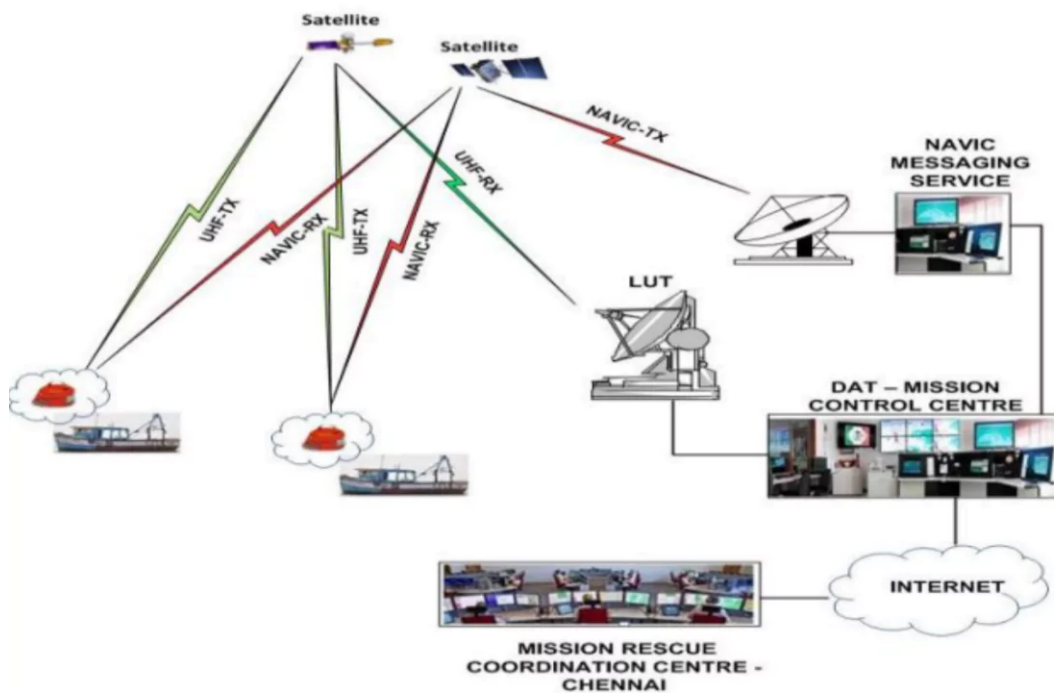 Satellite
Satellite
NAVIC-TX
UHF-RX
UHF-TX
NAVIC-RX
UHF-TX
NAVIC-RX
NAVIC
MESSAGING
SERVICE
LUT
DAT – MISSION
CONTROL CENTRE
INTERNET
MISSION RESCUE
COORDINATION CENTRE -
CHENNAI